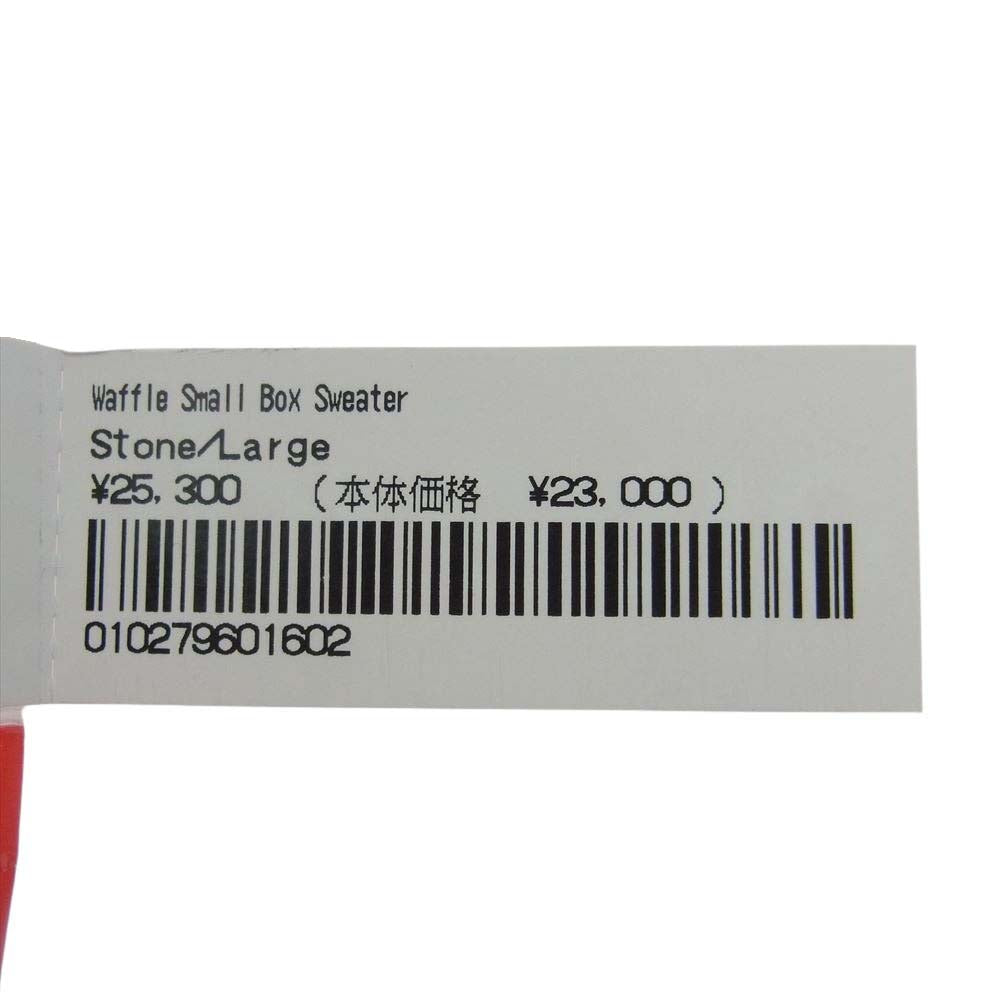 Waffle Small Box Sweater
Stone/Large
¥25,300 (本体価格 ¥23,000)
010279601602